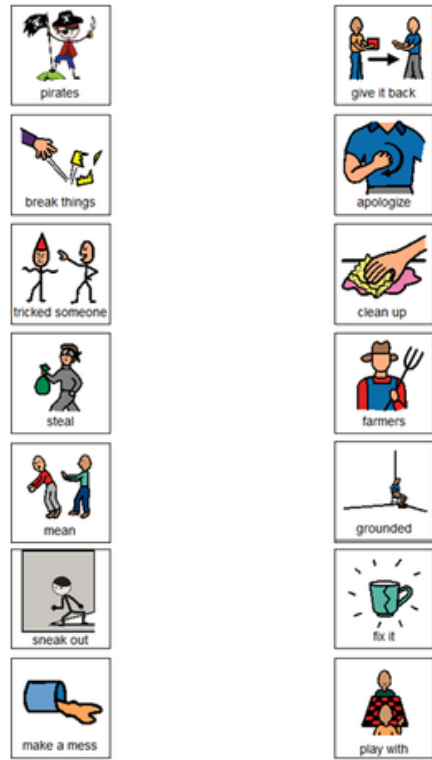 pirates
give it back
break things
apologize
tricked someone
clean up
steal
farmers
mean
grounded
sneak out
fix it
make a mess
play with